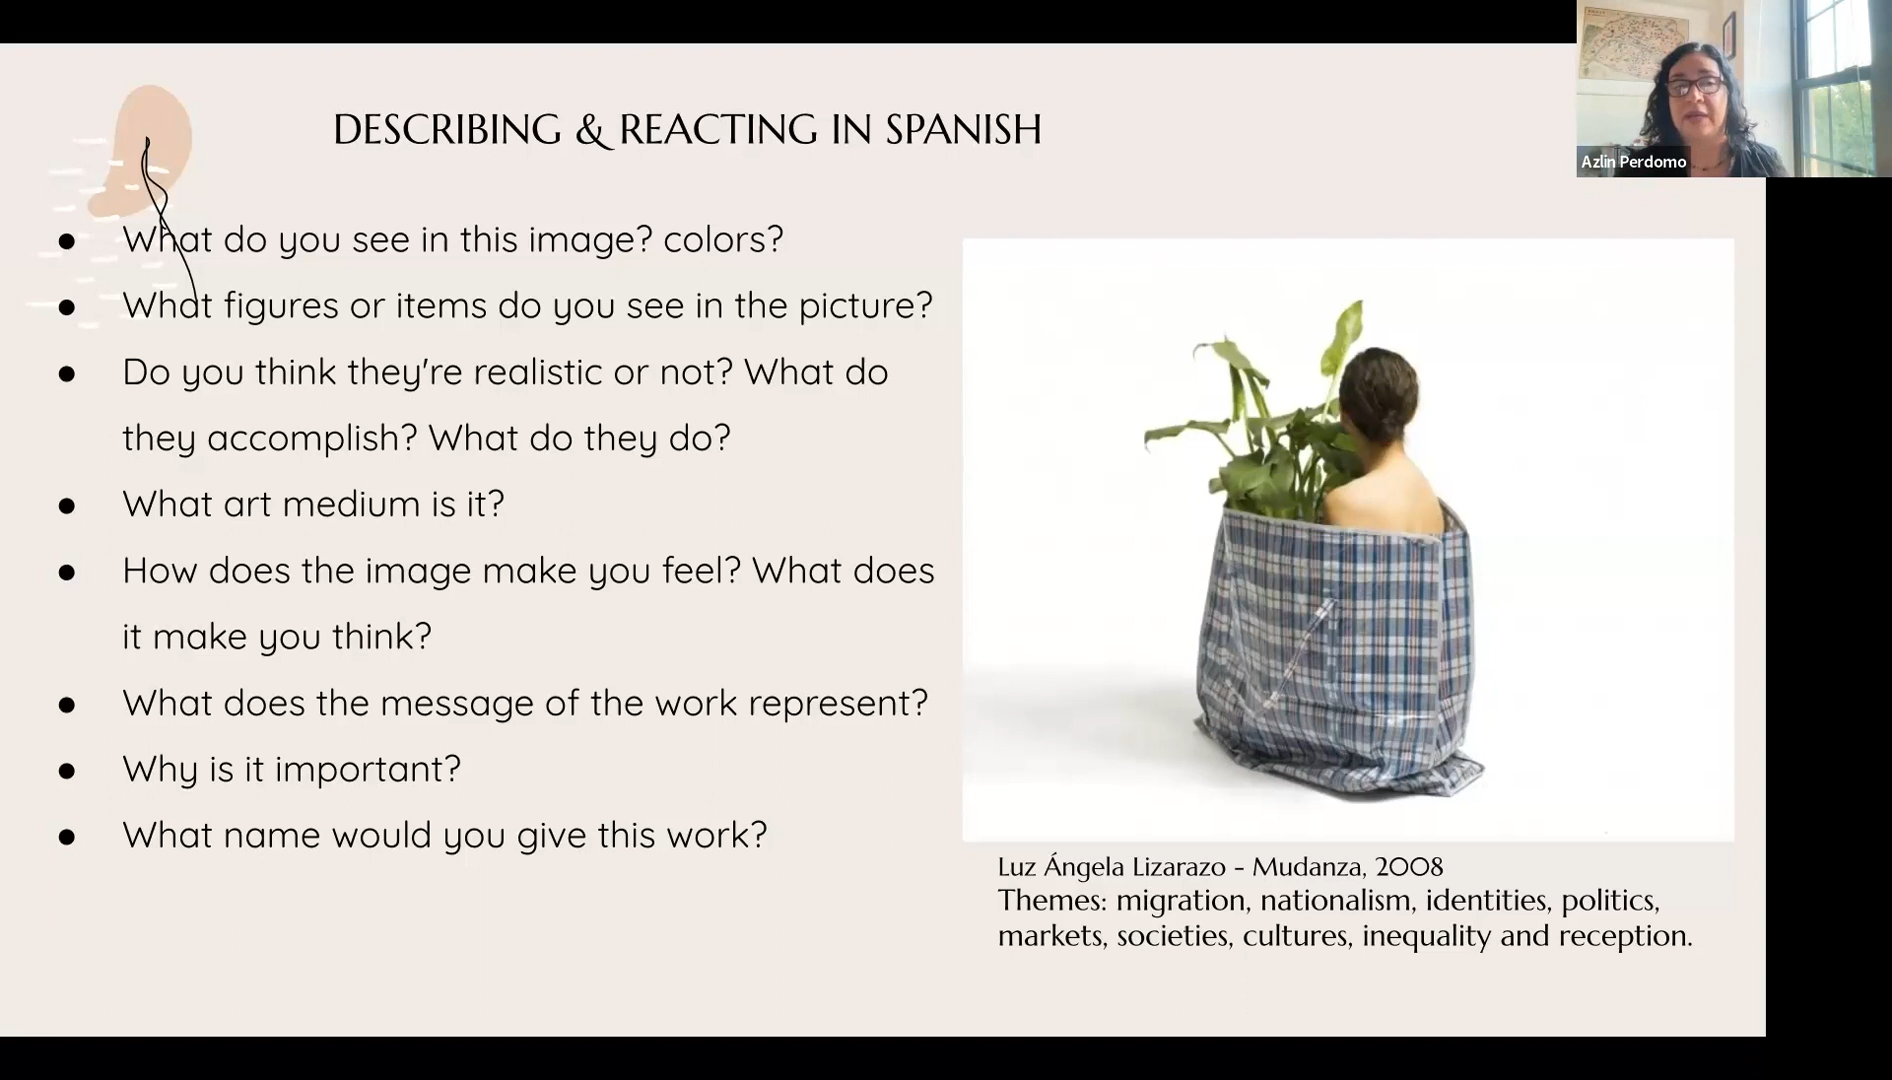 DESCRIBING & REACTING IN SPANISH
Azlin Perdomo
● What do you see in this image? colors?
● What figures or items do you see in the picture?
● Do you think they're realistic or not? What do
they accomplish? What do they do?
● What art medium is it?
● How does the image make you feel? What does
it make you think?
● What does the message of the work represent?
● Why is it important?
● What name would you give this work?
Luz Ángela Lizarazo - Mudanza, 2008
Themes: migration, nationalism, identities, politics,
markets, societies, cultures, inequality and reception.